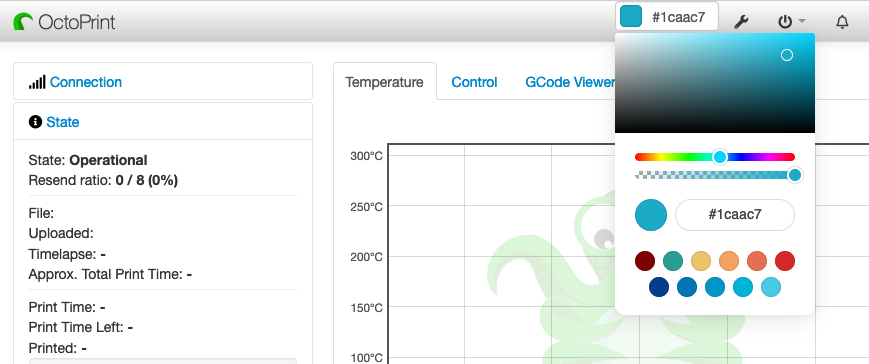 OctoPrint
#1caac7
Connection
State
State: Operational
Resend ratio: 0 / 8 (0%)
File:
Uploaded:
Timelapse: -
Approx. Total Print Time: -
Print Time: -
Print Time Left: -
Printed: -
Temperature
Control
GCode Viewer
300°C
250°C
200°C
150°C
100°C
#1caac7